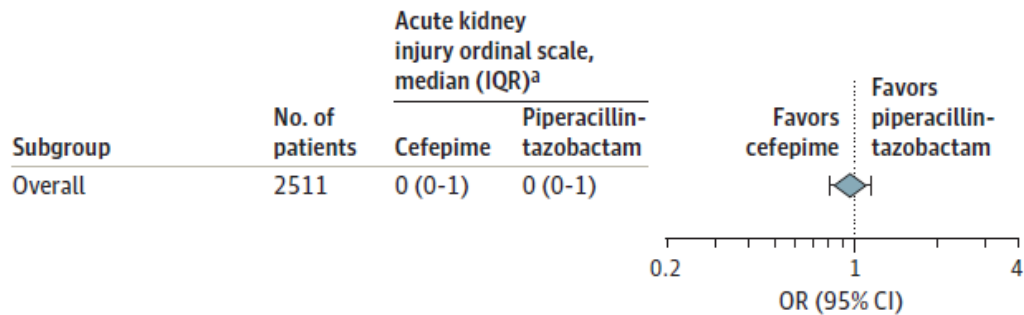 Acute kidney
injury ordinal scale,
median (IQR)ª
Favors
No. of Piperacillin- Favors piperacillin-
Subgroup patients Cefepime tazobactam cefepime tazobactam
Overall 2511 0 (0-1) 0 (0-1)
0.2 1 4
OR (95% CI)